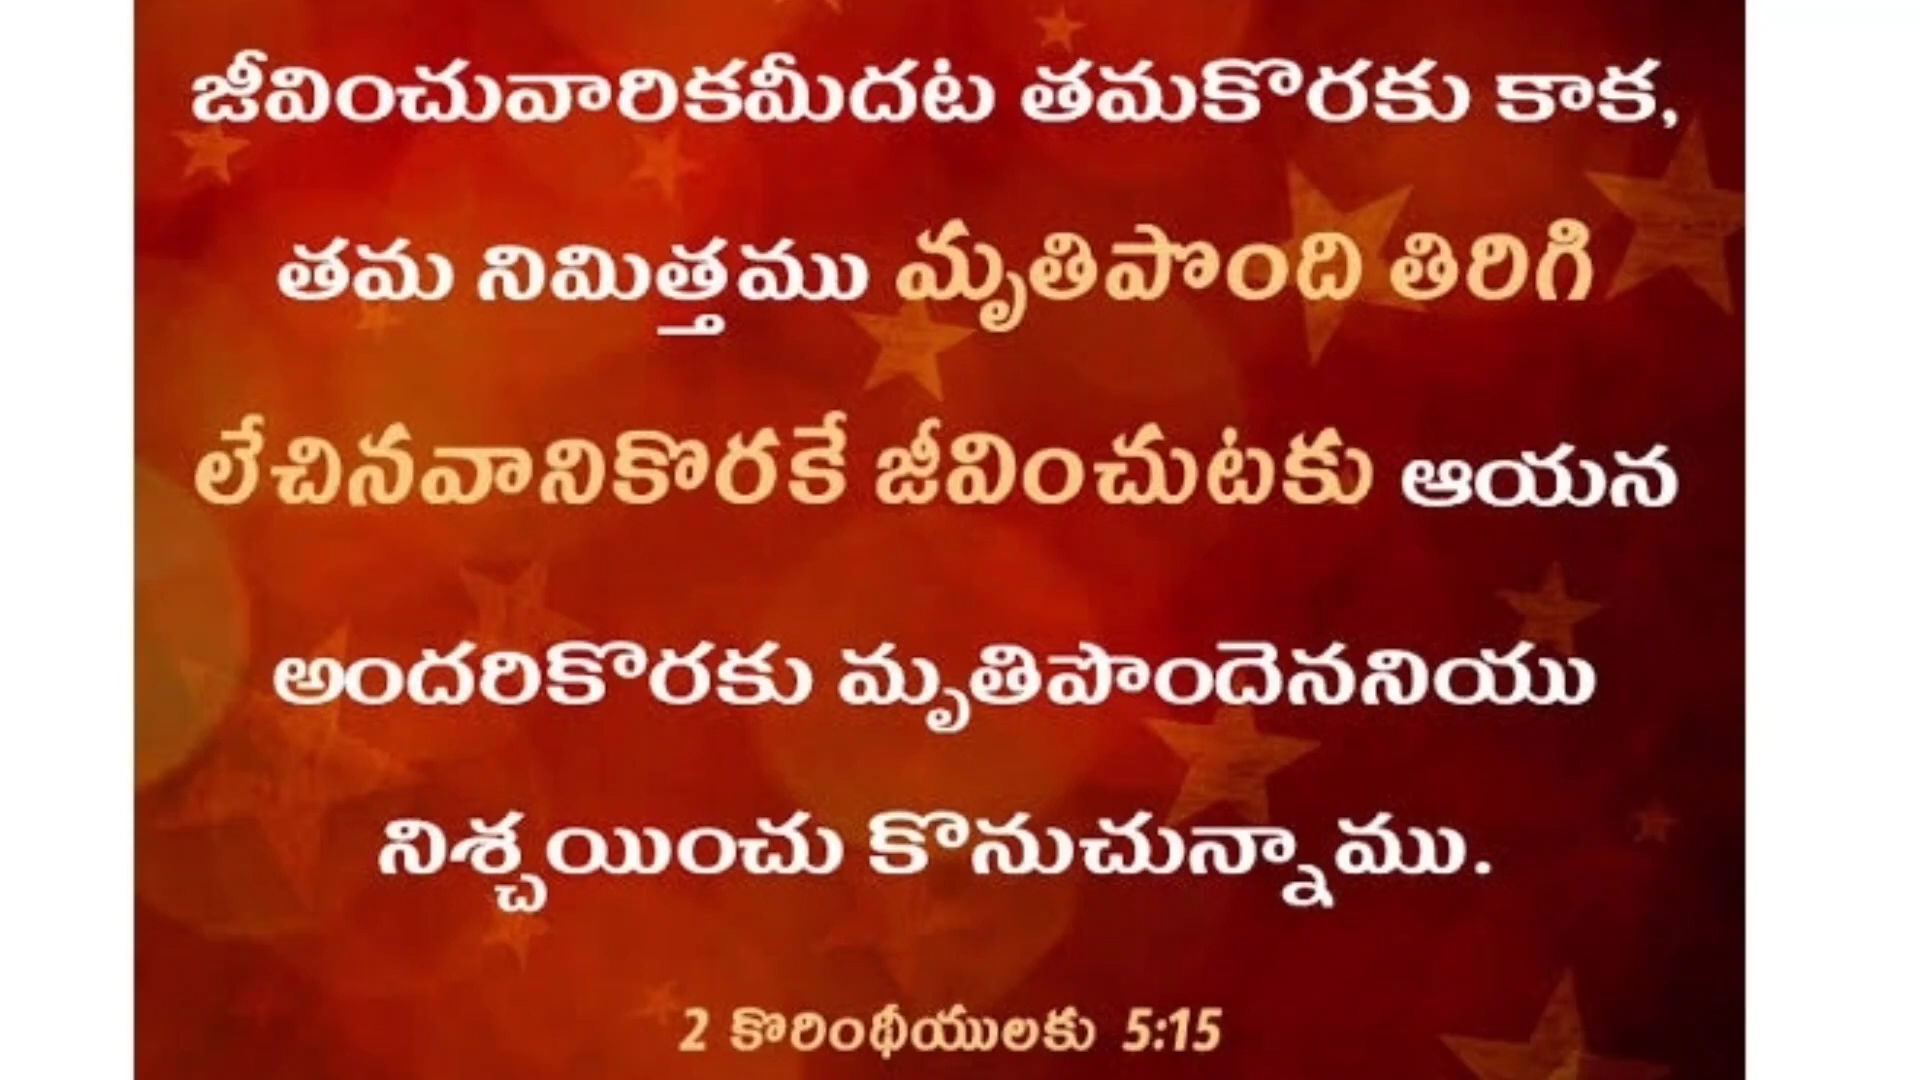 జీవించువారికమీదట తమకొరకు కాక,
తమ నిమిత్తము మృతిపొంది తిరిగి
లేచినవానికొరకే జీవించుటకు ఆయన
అందరికొరకు మృతిపొందెననియు
నిశ్చయించు కొనుచున్నాము.
2 కొరింథీయులకు 5:15